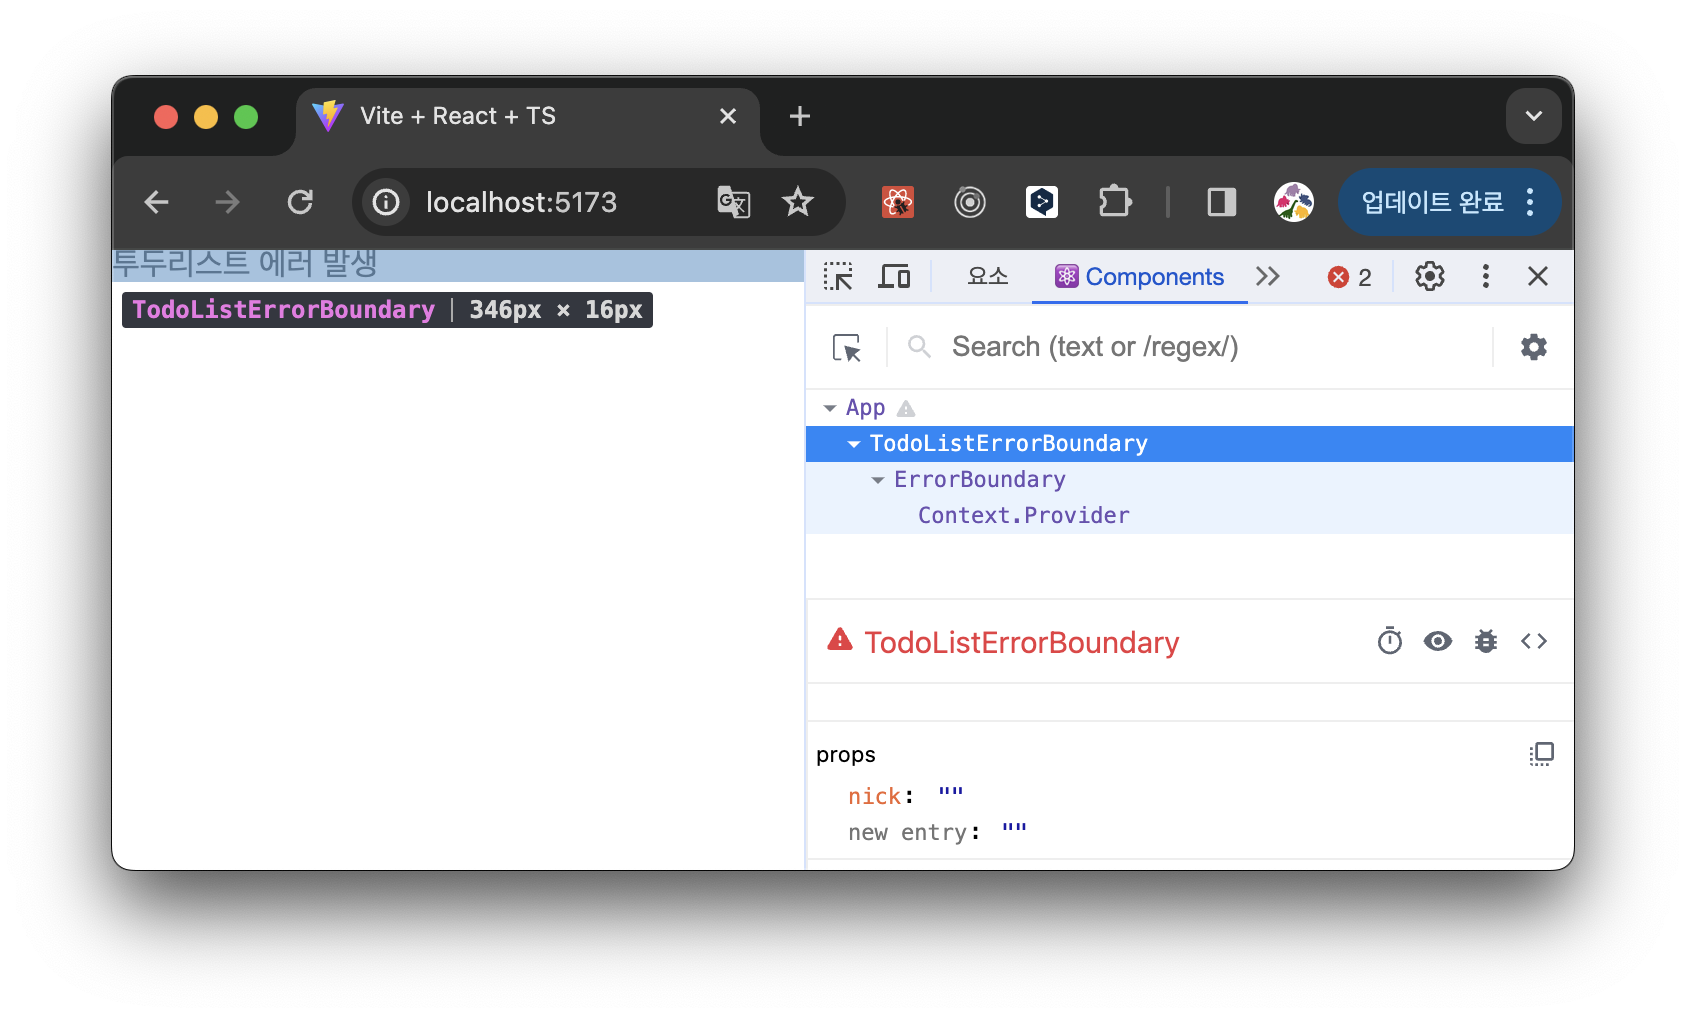 Vite + React + TS
localhost:5173
업데이트 완료
투두리스트 에러 발생
TodoListErrorBoundary | 346px × 16px
요소
Components
2
Search (text or /regex/)
App
TodoListErrorBoundary
ErrorBoundary
Context.Provider
TodoListErrorBoundary
props
nick: ""
new entry: ""